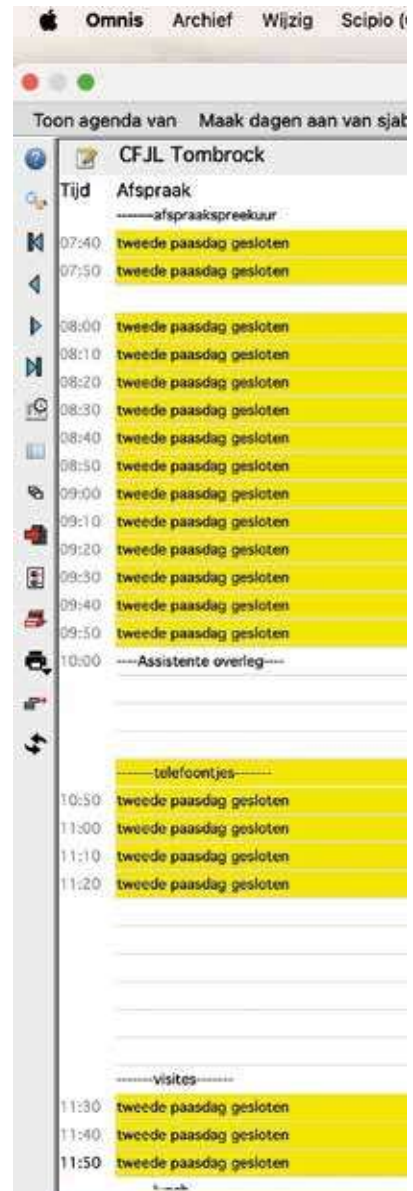 Omnis Archief Wijzig Scipio (
Toon agenda van Maak dagen aan van sjab
CFJL Tombrock
Tijd Afspraak
-------afspraakspreekuur
07:40 tweede paasdag gesloten
07:50 tweede paasdag gesloten
08:00 tweede paasdag gesloten
08:10 tweede paasdag gesloten
08:20 tweede paasdag gesloten
08:30 tweede paasdag gesloten
08:40 tweede paasdag gesloten
08:50 tweede paasdag gesloten
09:00 tweede paasdag gesloten
09:10 tweede paasdag gesloten
09:20 tweede paasdag gesloten
09:30 tweede paasdag gesloten
09:40 tweede paasdag gesloten
09:50 tweede paasdag gesloten
10:00 ----Assistente overleg----
-------telefoontjes-------
10:50 tweede paasdag gesloten
11:00 tweede paasdag gesloten
11:10 tweede paasdag gesloten
11:20 tweede paasdag gesloten
-------visites-------
11:30 tweede paasdag gesloten
11:40 tweede paasdag gesloten
11:50 tweede paasdag gesloten